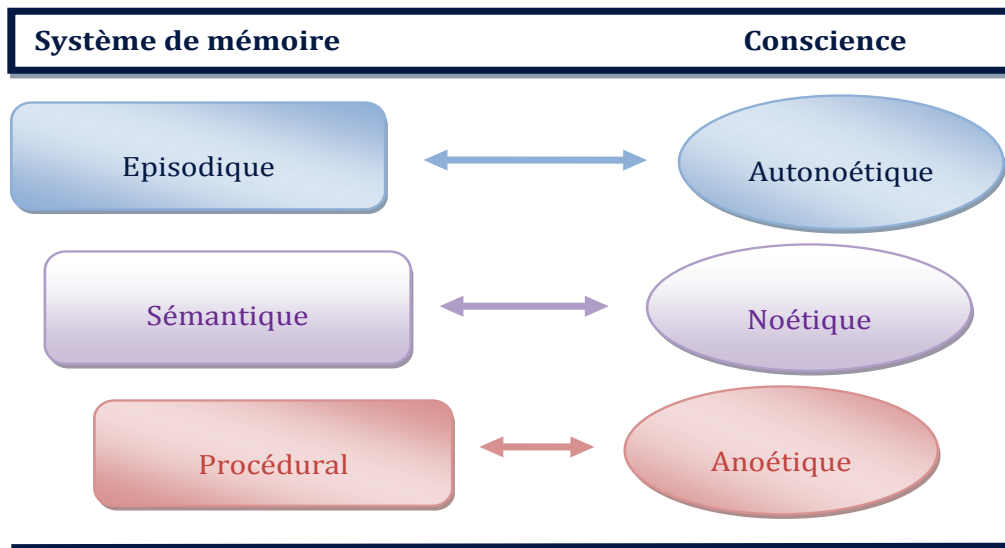 Système de mémoire Conscience
Episodique Autonoétique
Sémantique Noétique
Procédural Anoétique